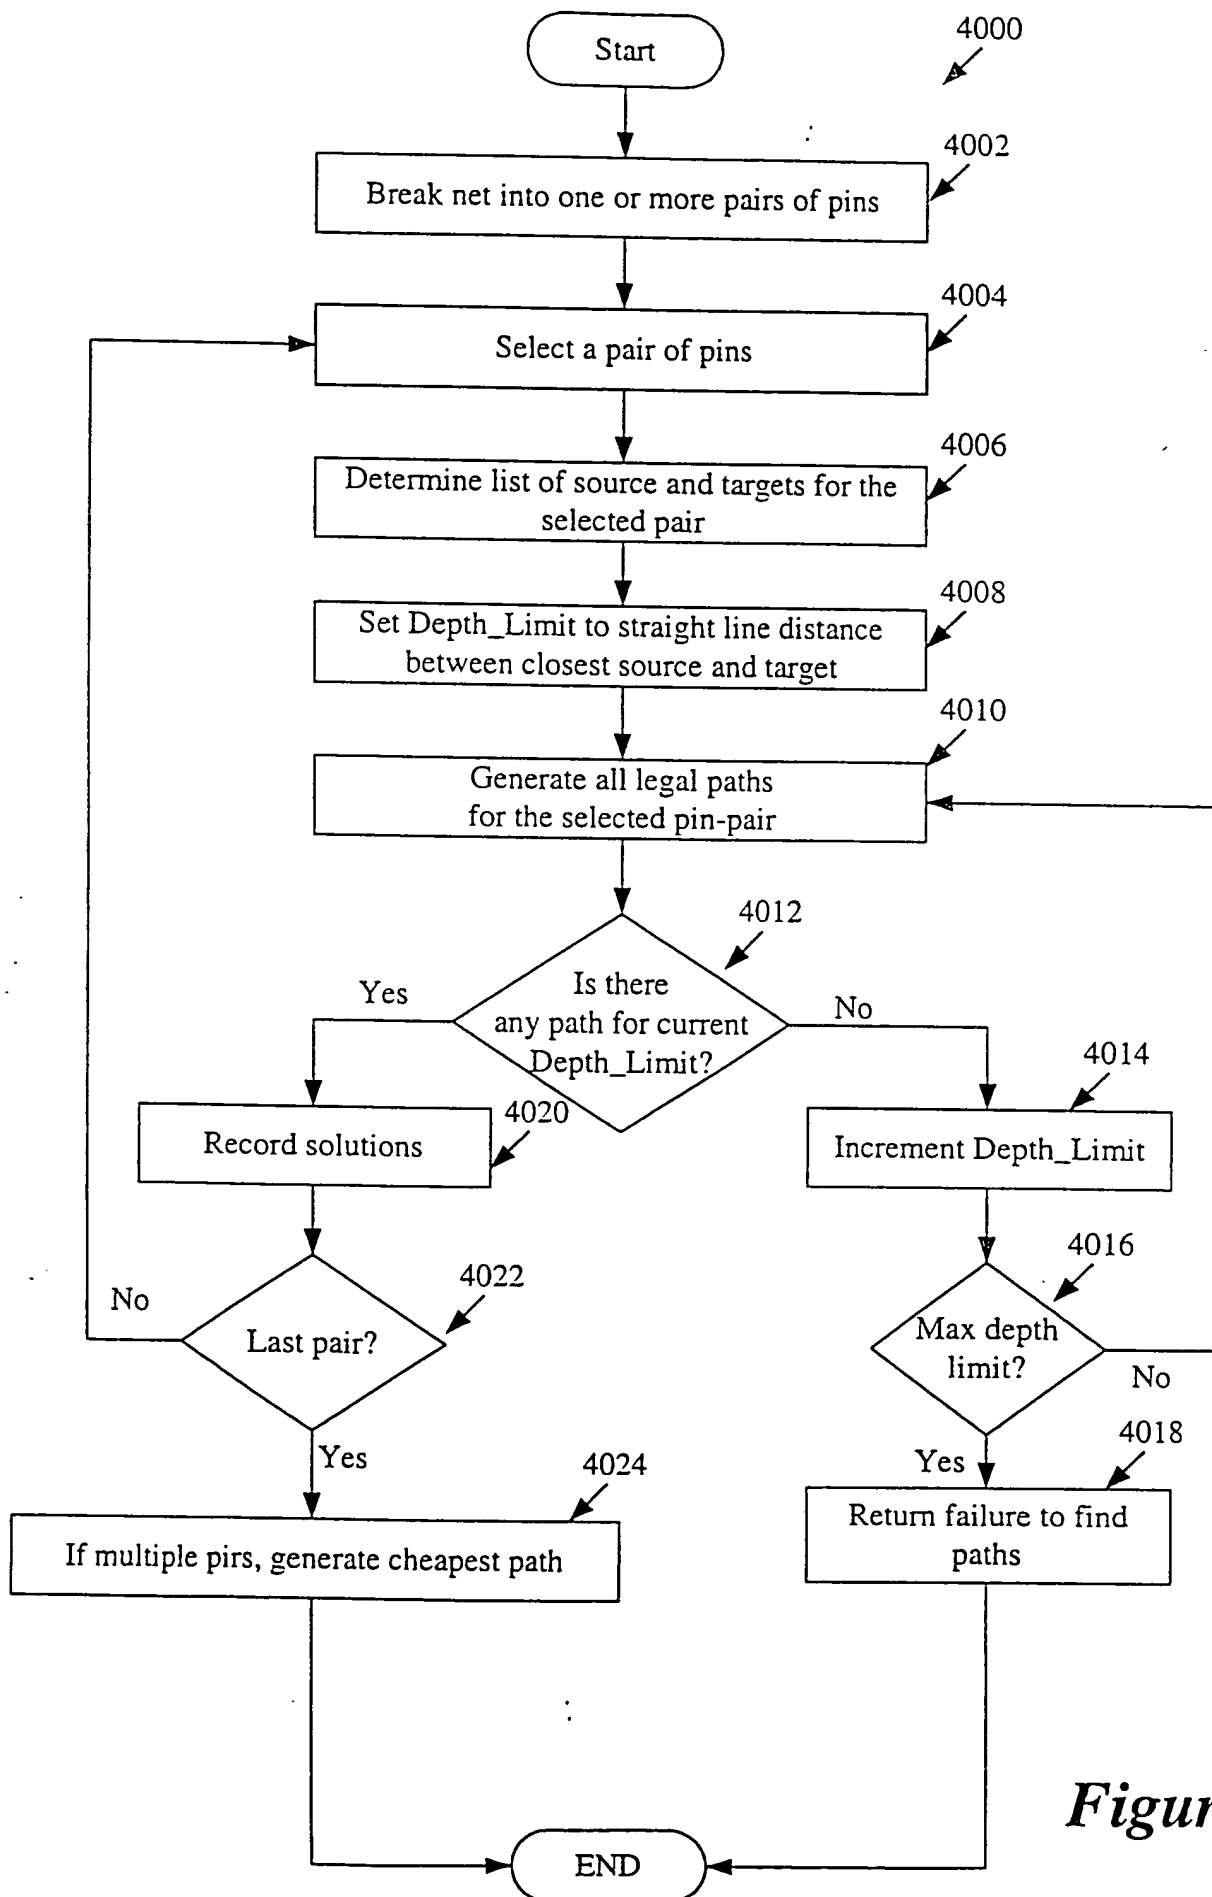 Start
4000
4002
Break net into one or more pairs of pins
4004
Select a pair of pins
4006
Determine list of source and targets for the
selected pair
4008
Set Depth_Limit to straight line distance
between closest source and target
4010
Generate all legal paths
for the selected pin-pair
4012
Is there
any path for current
Depth_Limit?
Yes
No
4014
Increment Depth_Limit
4020
Record solutions
4016
Max depth
limit?
No
4022
Last pair?
No
Yes
4018
Yes
Return failure to find
paths
4024
If multiple pirs, generate cheapest path
END